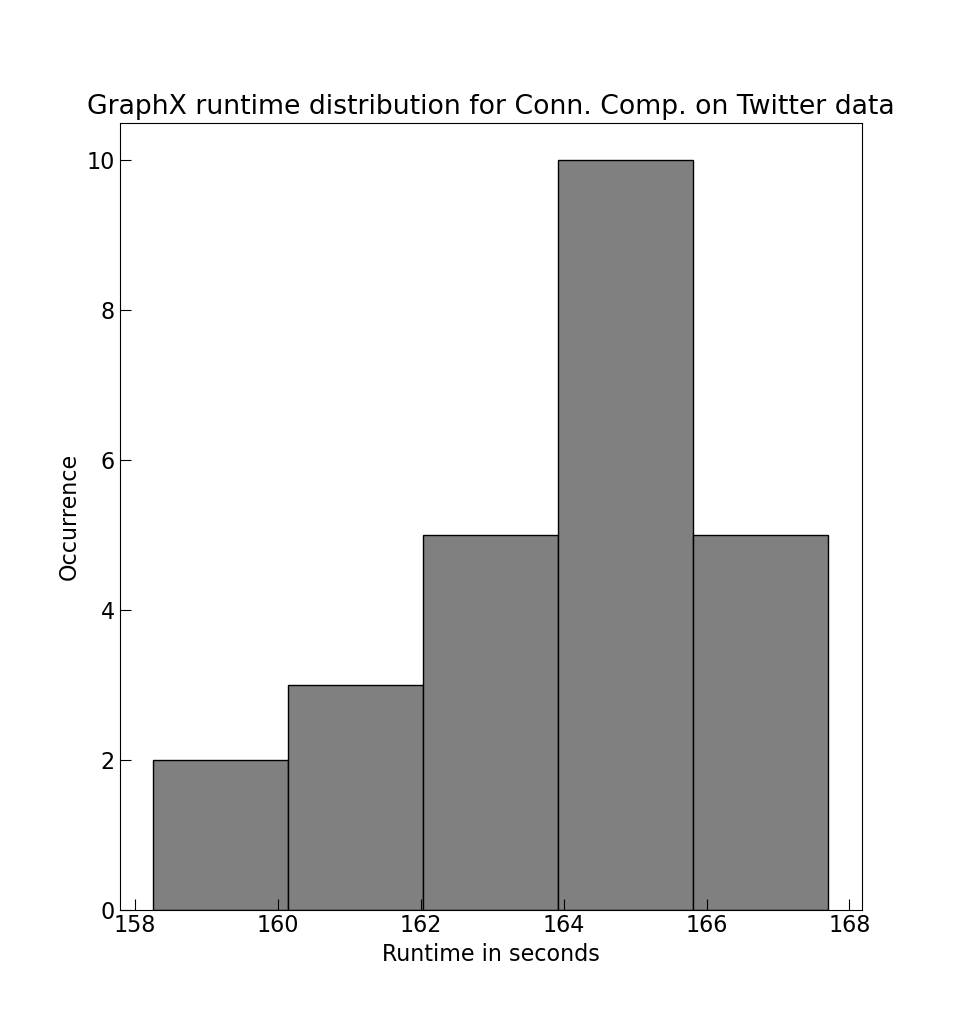 GraphX runtime distribution for Conn. Comp. on Twitter data
10
8
6
4
2
0
Occurrence
158 160 162 164 166 168
Runtime in seconds